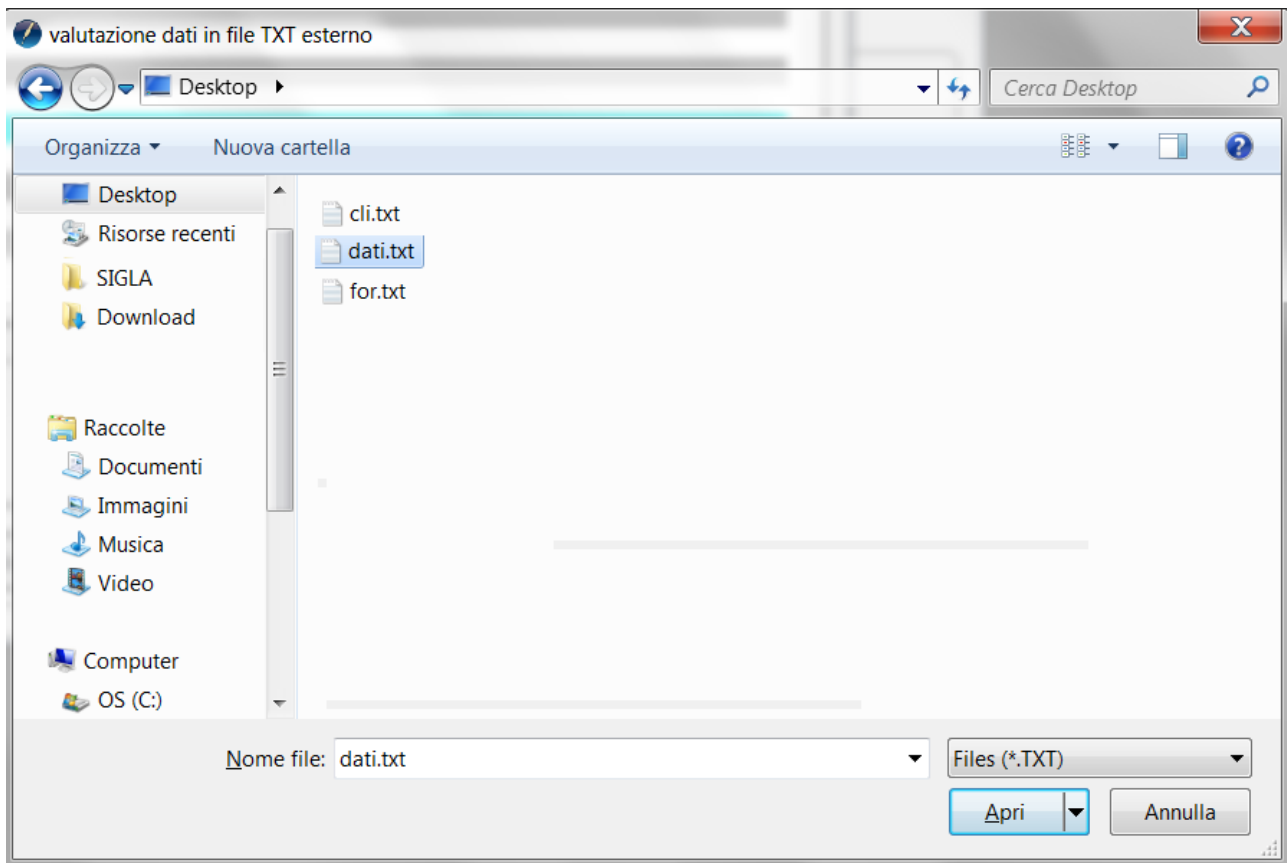 valutazione dati in file TXT esterno
X
Desktop
Cerca Desktop
Organizza Nuova cartella
?
Desktop
Risorse recenti
SIGLA
Download
Raccolte
Documenti
Immagini
Musica
Video
Computer
OS (C:)
cli.txt
dati.txt
for.txt
Nome file: dati.txt
Files (*.TXT)
Apri
Annulla